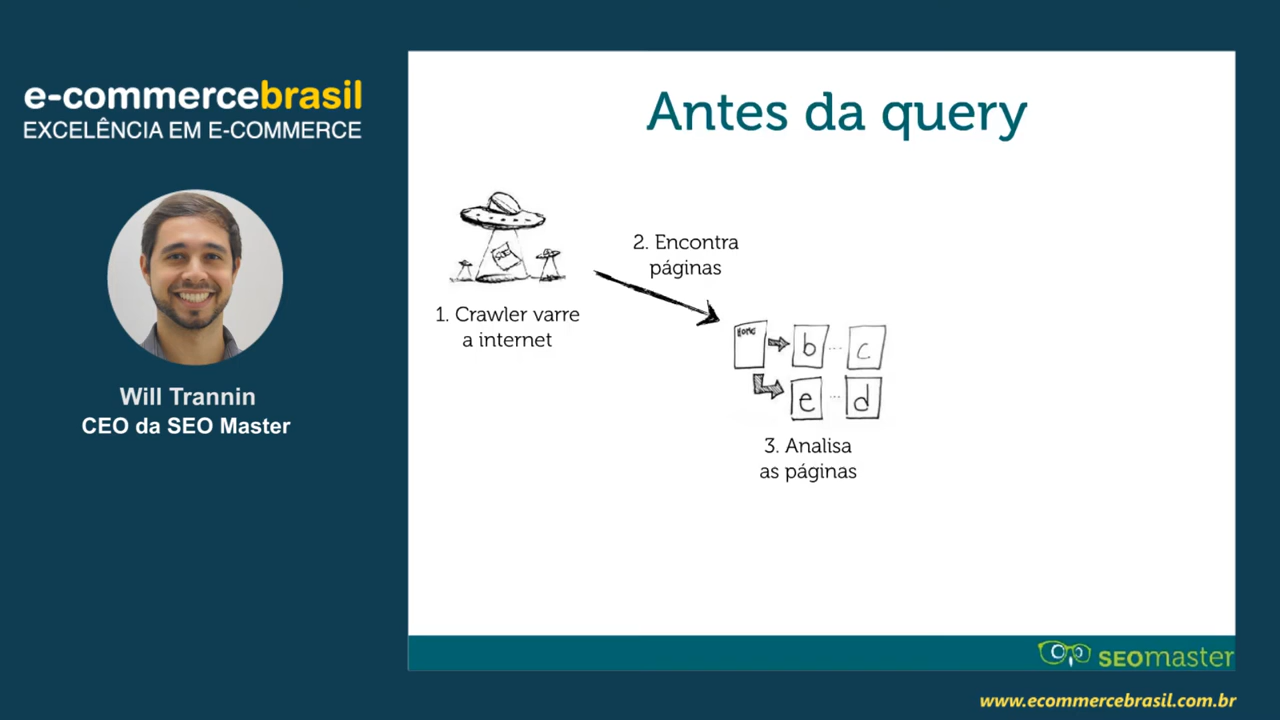 e-commercebrasil
EXCELÊNCIA EM E-COMMERCE
Will Trannin
CEO da SEO Master
Antes da query
1. Crawler varre
a internet
2. Encontra
páginas
HOME
b ... c
e ... d
3. Analisa
as páginas
SEOmaster
www.ecommercebrasil.com.br